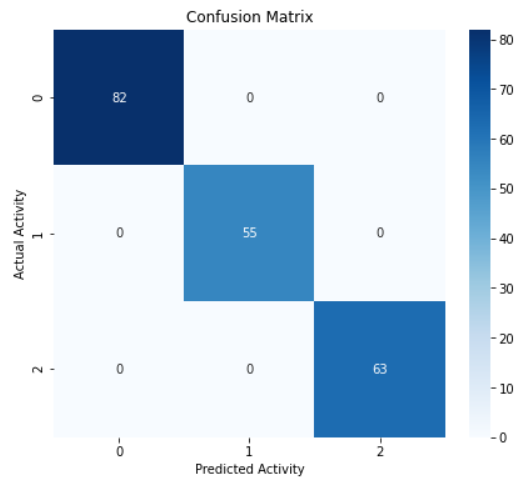 Confusion Matrix
0 82 0 0
1 0 55 0
2 0 0 63
0 1 2
Actual Activity
Predicted Activity
80
70
60
50
40
30
20
10
0